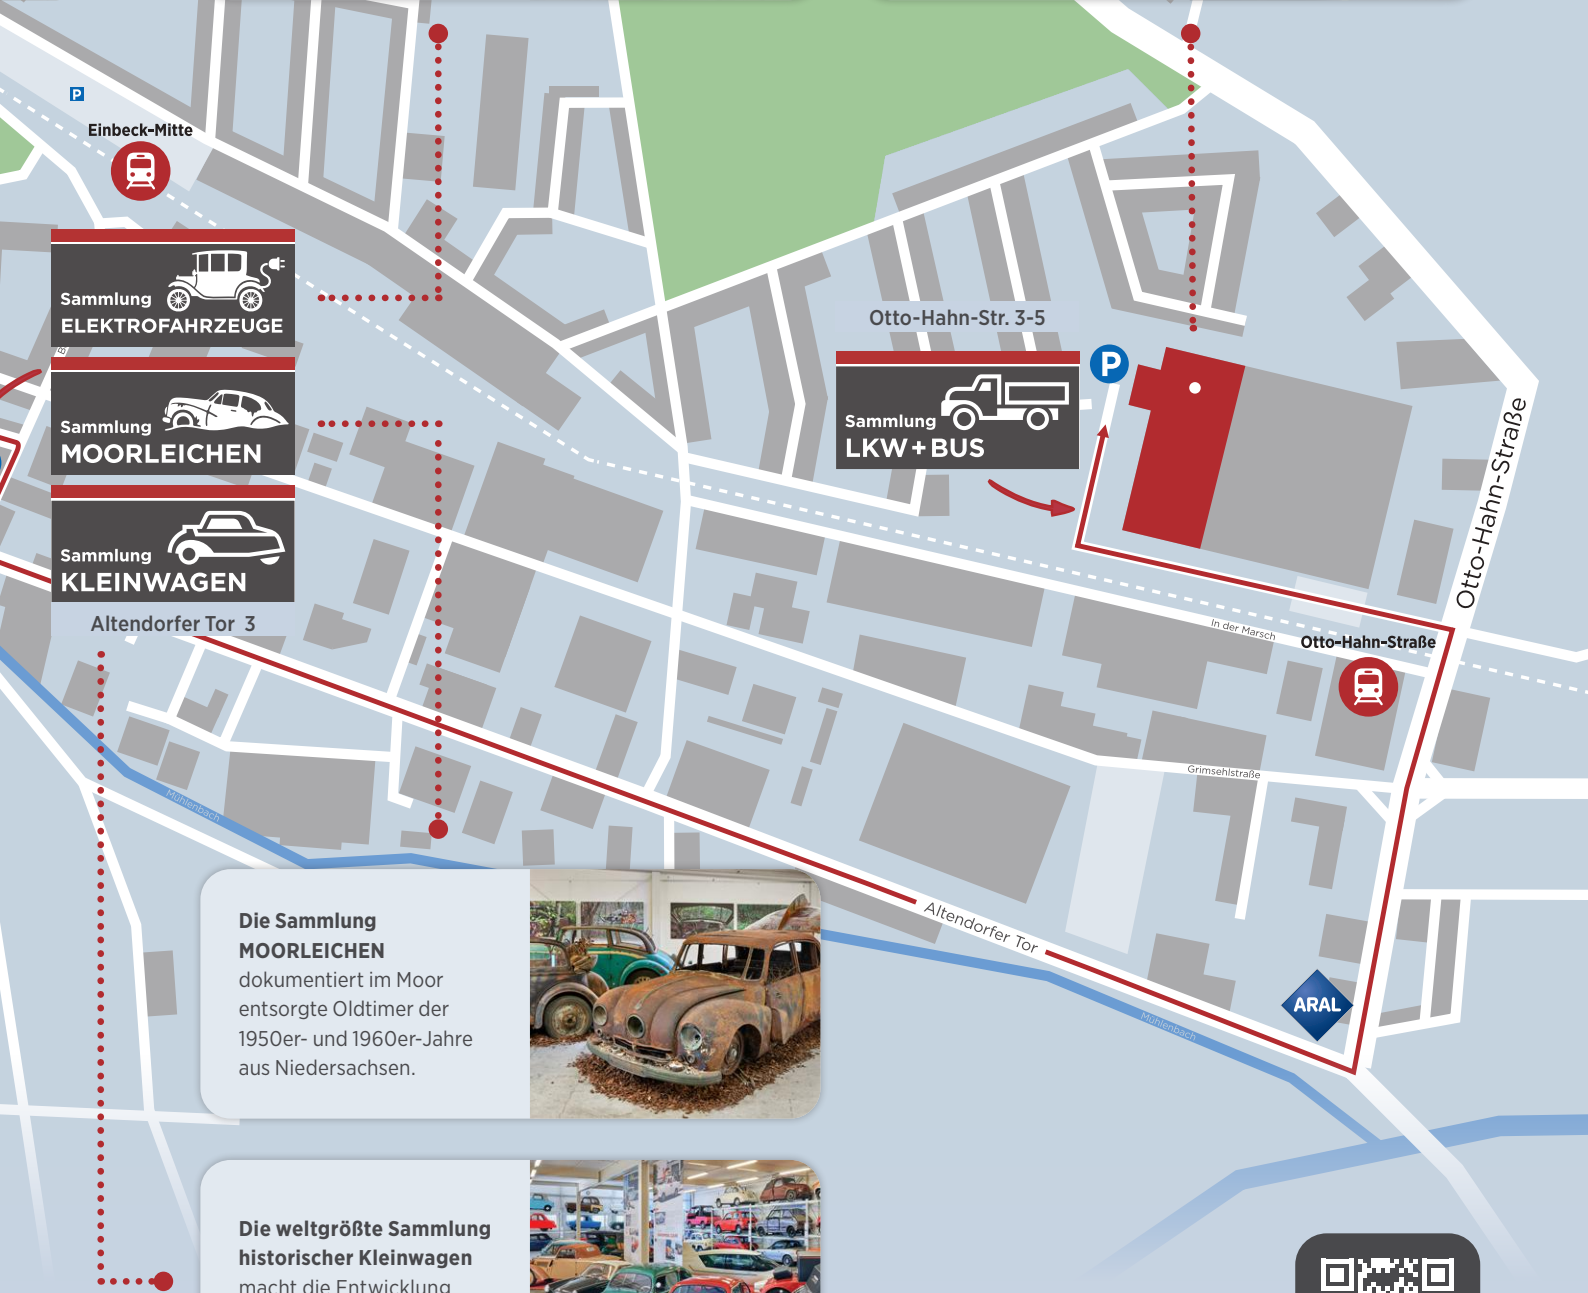 P
Einbeck-Mitte
Sammlung
ELEKTROFAHRZEUGE
Sammlung
MOORLEICHEN
Sammlung
KLEINWAGEN
Altendorfer Tor 3
Otto-Hahn-Str. 3-5
P
Sammlung
LKW+BUS
Otto-Hahn-Straße
In der Marsch
Otto-Hahn-Straße
Grimsehlstraße
Mühlenbach
Altendorfer Tor
ARAL
Mühlenbach
Die Sammlung
MOORLEICHEN
dokumentiert im Moor
entsorgte Oldtimer der
1950er- und 1960er-Jahre
aus Niedersachsen.
Die weltgrößte Sammlung
historischer Kleinwagen
macht die Entwicklung